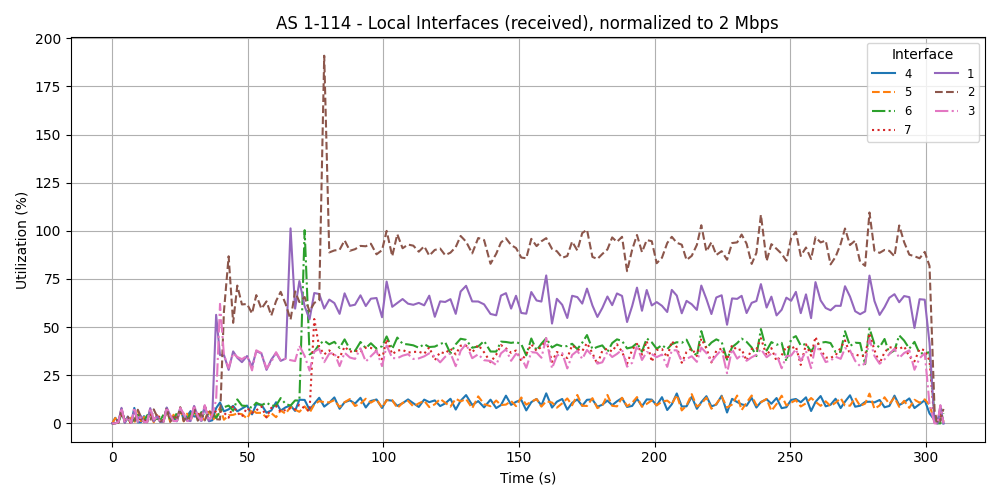 AS 1-114 - Local Interfaces (received), normalized to 2 Mbps
Utilization (%)
200
175
150
125
100
75
50
25
0
Interface
4 1
5 2
6 3
7
0 50 100 150 200 250 300
Time (s)